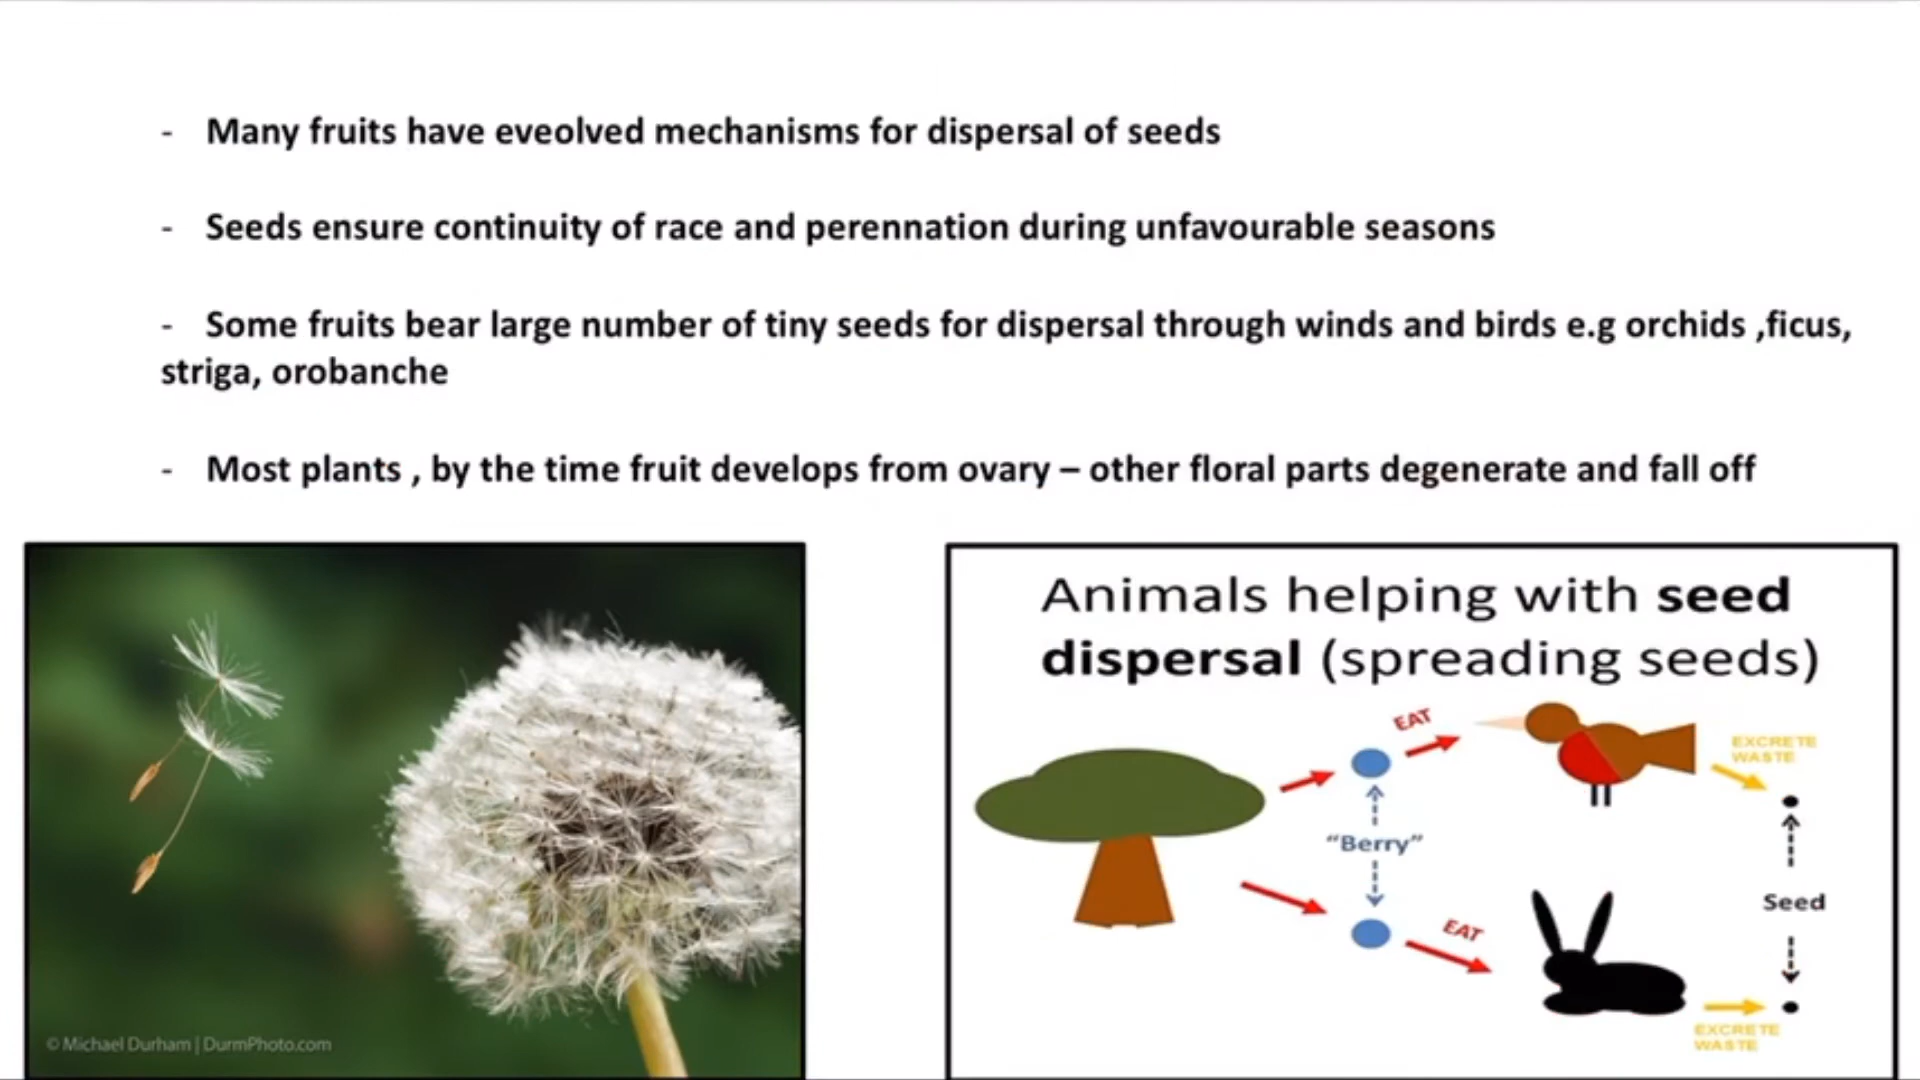 - Many fruits have eveolved mechanisms for dispersal of seeds
- Seeds ensure continuity of race and perennation during unfavourable seasons
- Some fruits bear large number of tiny seeds for dispersal through winds and birds e.g orchids ,ficus,
striga, orobanche
- Most plants , by the time fruit develops from ovary – other floral parts degenerate and fall off
© Michael Durham | DurmPhoto.com
Animals helping with seed
dispersal (spreading seeds)
EAT
EXCRETE
WASTE
“Berry”
Seed
EAT
EXCRETE
WASTE